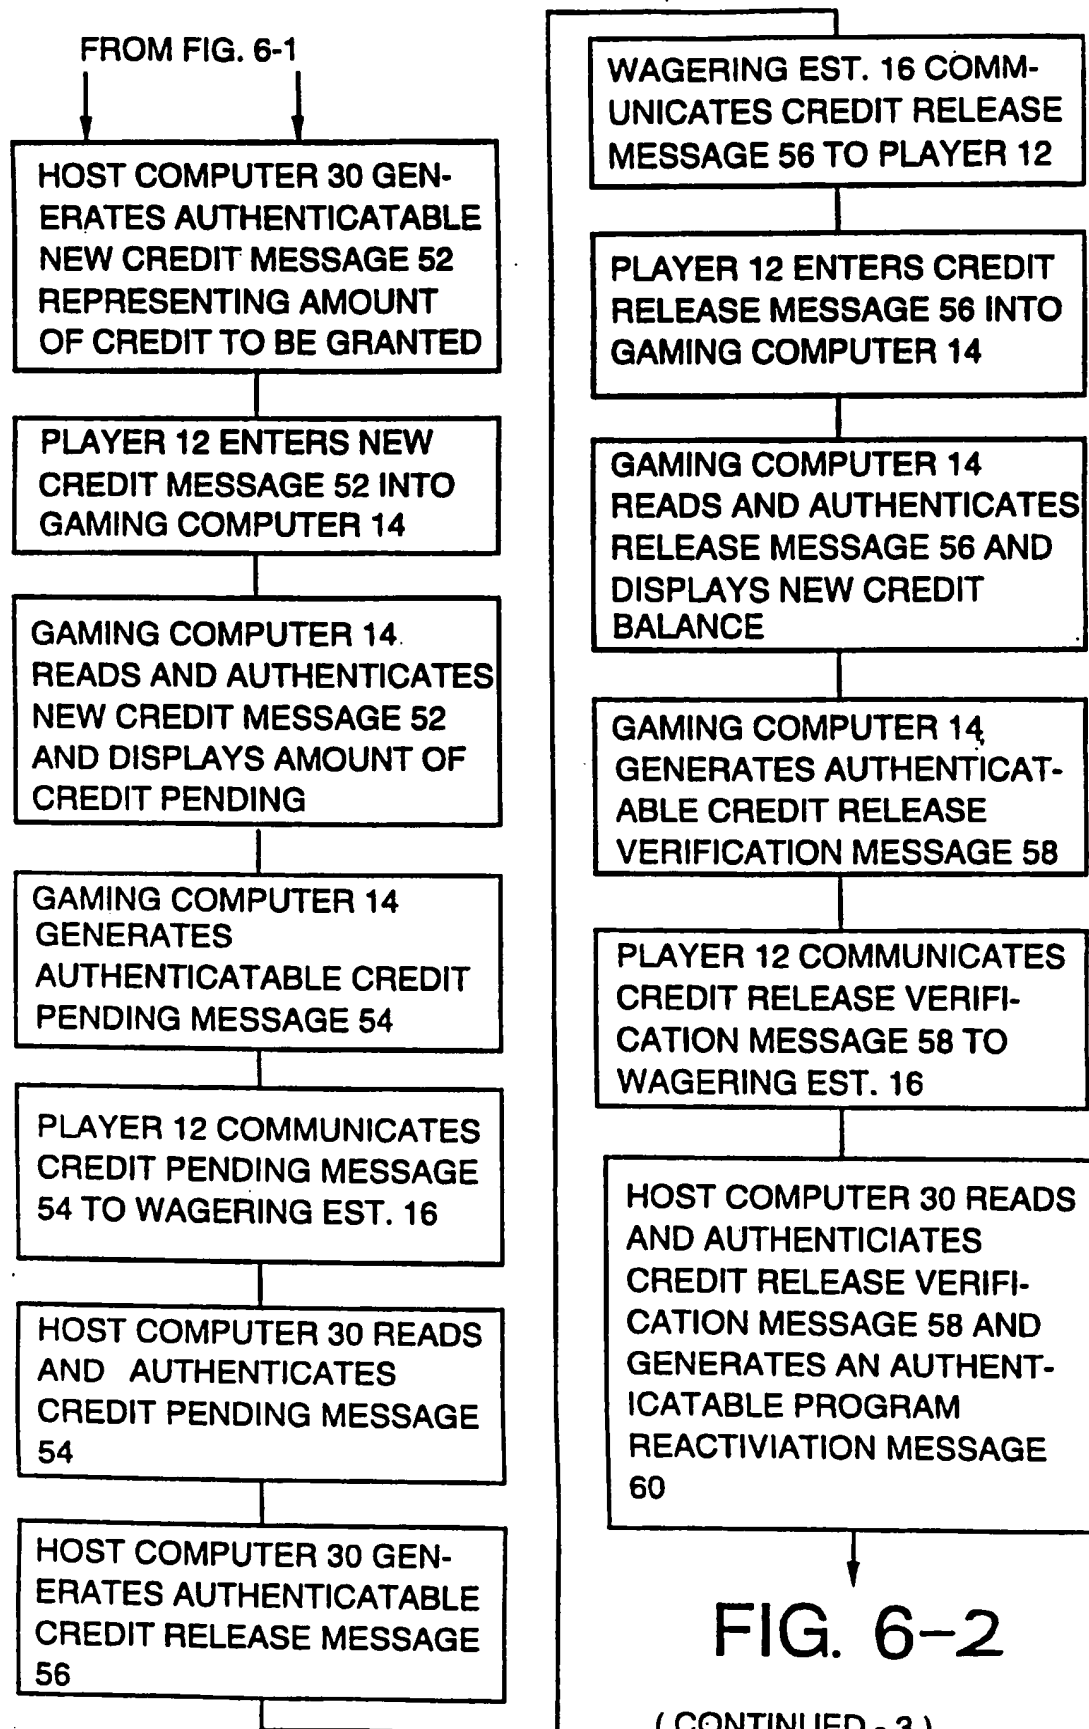 FROM FIG. 6-1
HOST COMPUTER 30 GEN-
ERATES AUTHENTICATABLE
NEW CREDIT MESSAGE 52
REPRESENTING AMOUNT
OF CREDIT TO BE GRANTED
PLAYER 12 ENTERS NEW
CREDIT MESSAGE 52 INTO
GAMING COMPUTER 14
GAMING COMPUTER 14
READS AND AUTHENTICATES
NEW CREDIT MESSAGE 52
AND DISPLAYS AMOUNT OF
CREDIT PENDING
GAMING COMPUTER 14
GENERATES
AUTHENTICATABLE CREDIT
PENDING MESSAGE 54
PLAYER 12 COMMUNICATES
CREDIT PENDING MESSAGE
54 TO WAGERING EST. 16
HOST COMPUTER 30 READS
AND AUTHENTICATES
CREDIT PENDING MESSAGE
54
HOST COMPUTER 30 GEN-
ERATES AUTHENTICATABLE
CREDIT RELEASE MESSAGE
56
WAGERING EST. 16 COMM-
UNICATES CREDIT RELEASE
MESSAGE 56 TO PLAYER 12
PLAYER 12 ENTERS CREDIT
RELEASE MESSAGE 56 INTO
GAMING COMPUTER 14
GAMING COMPUTER 14
READS AND AUTHENTICATES
RELEASE MESSAGE 56 AND
DISPLAYS NEW CREDIT
BALANCE
GAMING COMPUTER 14
GENERATES AUTHENTICAT-
ABLE CREDIT RELEASE
VERIFICATION MESSAGE 58
PLAYER 12 COMMUNICATES
CREDIT RELEASE VERIFI-
CATION MESSAGE 58 TO
WAGERING EST. 16
HOST COMPUTER 30 READS
AND AUTHENTICIATES
CREDIT RELEASE VERIFI-
CATION MESSAGE 58 AND
GENERATES AN AUTHENT-
ICATABLE PROGRAM
REACTIVIATION MESSAGE
60
FIG. 6-2
( CONTINUED - 3 )